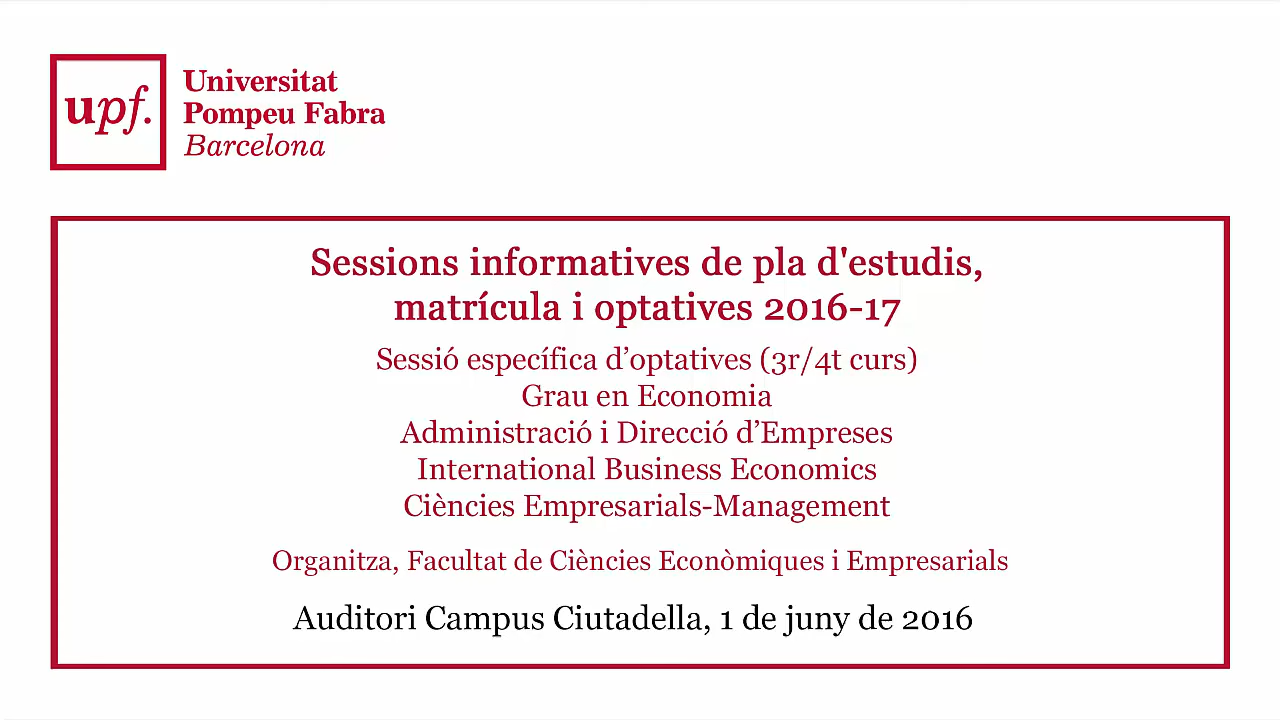 upf.
Universitat
Pompeu Fabra
Barcelona
Sessions informatives de pla d'estudis,
matrícula i optatives 2016-17
Sessió específica d’optatives (3r/4t curs)
Grau en Economia
Administració i Direcció d’Empreses
International Business Economics
Ciències Empresarials-Management
Organitza, Facultat de Ciències Econòmiques i Empresarials
Auditori Campus Ciutadella, 1 de juny de 2016